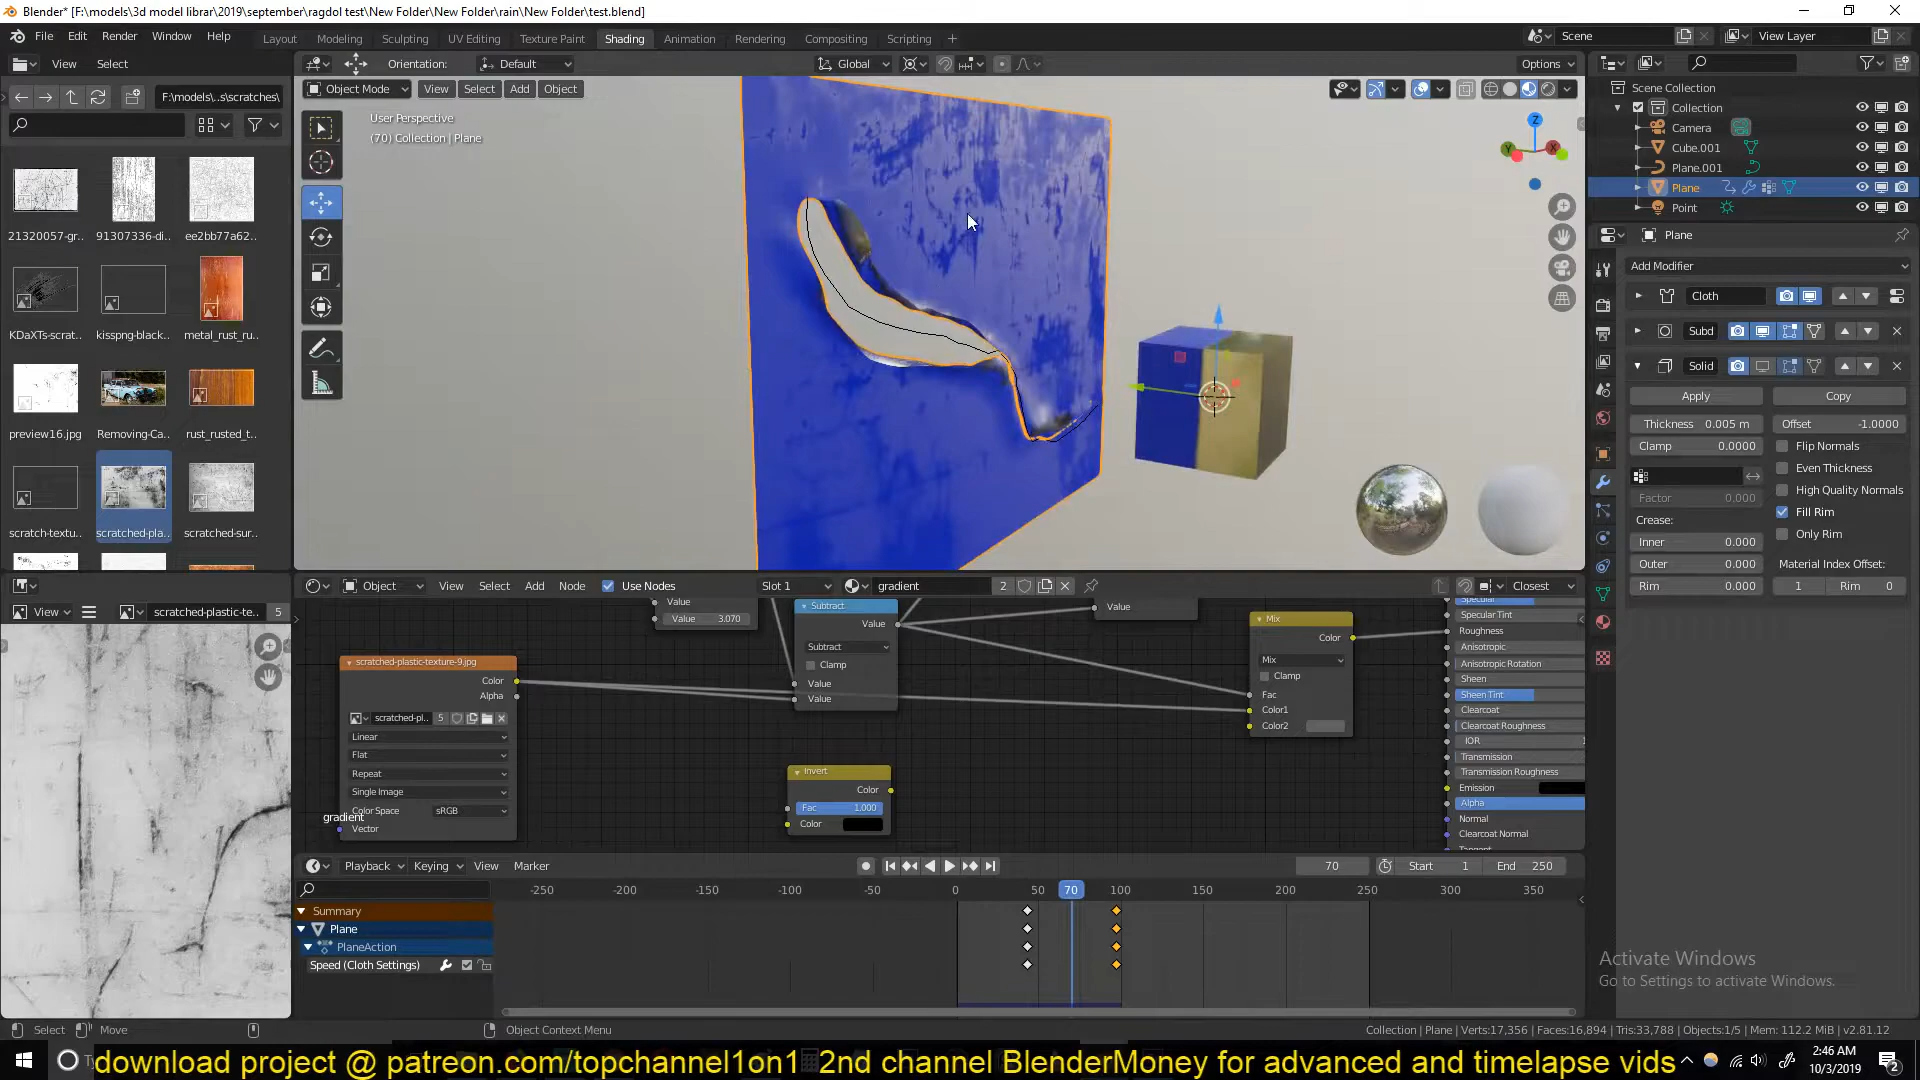 Blender* [F:\models\3d model librar\2019\september\ragdol test\New Folder\New Folder\rain\New Folder\test.blend]
File Edit Render Window Help
Layout Modeling Sculpting UV Editing Texture Paint Shading Animation Rendering Compositing Scripting
Scene View Layer
View Select
Orientation: Default Global Options
F:\models\..s\scratches\
Object Mode View Select Add Object
User Perspective
(70) Collection | Plane
21320057-gr.. 91307336-di.. ee2bb77a62..
KDaXTs-scrat.. kisspng-black.. metal_rust_ru..
preview16.jpg Removing-Ca.. rust_rusted_t..
scratch-textu.. scratched-pla.. scratched-sur..
Z
Y
X
Scene Collection
Collection
Camera
Cube.001
Plane.001
Plane
Point
Plane
Add Modifier
Cloth
Subd
Solid
Apply Copy
Thickness 0.005 m Offset -1.0000
Clamp 0.0000 Flip Normals
Even Thickness
Factor 0.000 High Quality Normals
Crease: Fill Rim
Inner 0.000 Only Rim
Outer 0.000 Material Index Offset:
Rim 0.000 1 Rim 0
View scratched-plastic-te.. 5
Object View Select Add Node Use Nodes Slot 1 gradient 2 Closest
Value
Value 3.070
Subtract
Value
Subtract
Clamp
Value
Value
Value
Mix
Color
Mix
Clamp
Fac
Color1
Color2
scratched-plastic-texture-9.jpg
Color
Alpha
scratched-pl.. 5
Linear
Flat
Repeat
Single Image
Color Space sRGB
Vector
gradient
Invert
Color
Fac 1.000
Color
Specular
Specular Tint
Roughness
Anisotropic
Anisotropic Rotation
Sheen
Sheen Tint
Clearcoat
Clearcoat Roughness
IOR 1
Transmission
Transmission Roughness
Emission
Alpha
Normal
Clearcoat Normal
Tangent
Playback Keying View Marker 70 Start 1 End 250
-250 -200 -150 -100 -50 0 50 70 100 150 200 250 300 350
Summary
Plane
PlaneAction
Speed (Cloth Settings)
Activate Windows
Go to Settings to activate Windows.
Select Move Object Context Menu Collection | Plane | Verts:17,356 | Faces:16,894 | Tris:33,788 | Objects:1/5 | Mem: 112.2 MiB | v2.81.12
download project @ patreon.com/topchannel1on1 2nd channel BlenderMoney for advanced and timelapse vids
2:46 AM
10/3/2019
2